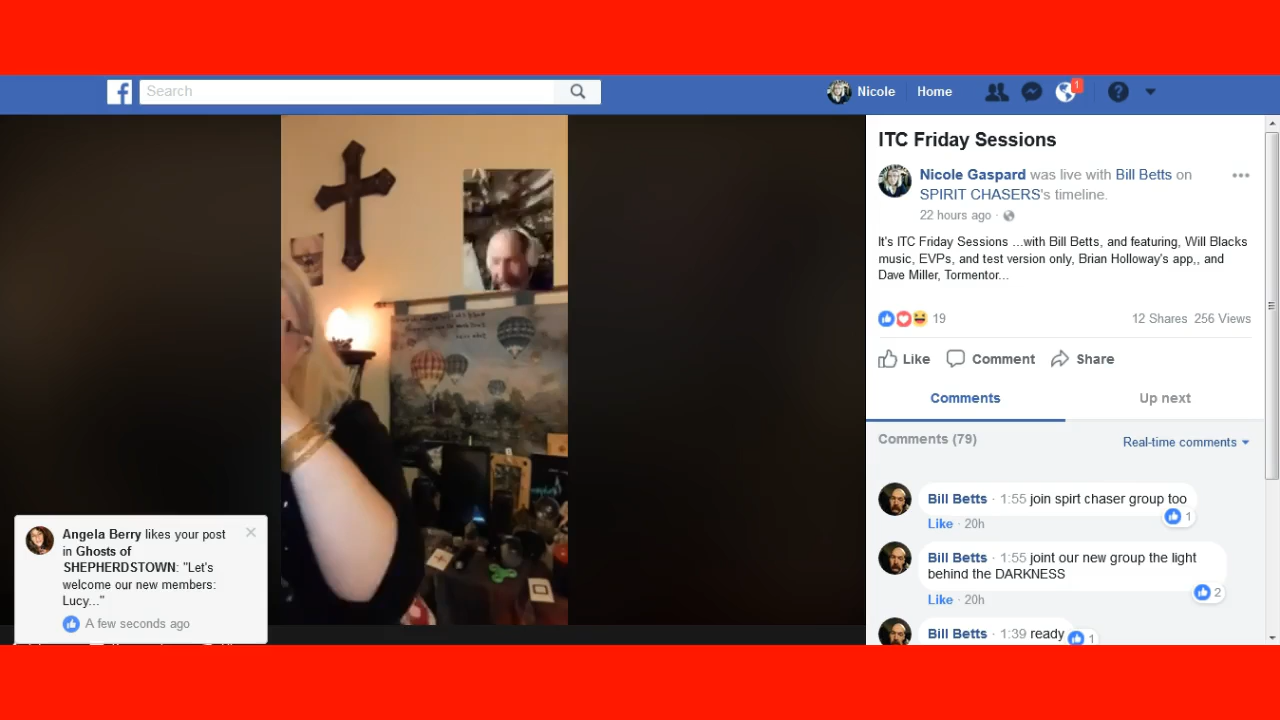 Search
Nicole
Home
1
ITC Friday Sessions
Nicole Gaspard was live with Bill Betts on
SPIRIT CHASERS's timeline.
22 hours ago
It's ITC Friday Sessions ...with Bill Betts, and featuring, Will Blacks
music, EVPs, and test version only, Brian Holloway's app,, and
Dave Miller, Tormentor...
19
12 Shares 256 Views
Like
Comment
Share
Comments
Up next
Comments (79)
Real-time comments
Bill Betts · 1:55 join spirt chaser group too
1
Like · 20h
Bill Betts · 1:55 joint our new group the light
behind the DARKNESS
2
Like · 20h
Bill Betts · 1:39 ready
1
Angela Berry likes your post
in Ghosts of
SHEPHERDSTOWN: "Let's
welcome our new members:
Lucy..."
A few seconds ago